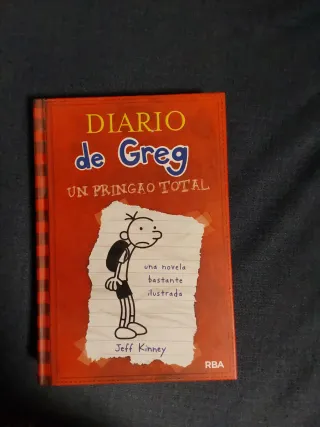 DIARIO
de Greg
UN PRINGAO TOTAL
una novela
bastante
ilustrada
Jeff Kinney
RBA